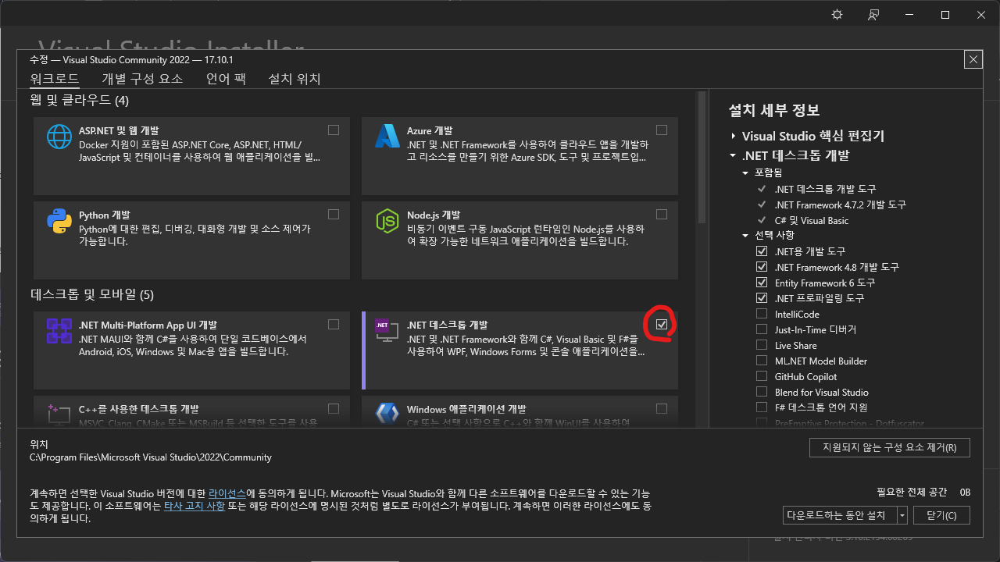 Visual Studio Installer
수정 — Visual Studio Community 2022 — 17.10.1
워크로드 개별 구성 요소 언어 팩 설치 위치
웹 및 클라우드 (4)
ASP.NET 및 웹 개발
Docker 지원이 포함된 ASP.NET Core, ASP.NET, HTML/
JavaScript 및 컨테이너를 사용하여 웹 애플리케이션을 빌...
Azure 개발
.NET 및 .NET Framework를 사용하여 클라우드 앱을 개발하
고 리소스를 만들기 위한 Azure SDK, 도구 및 프로젝트입...
Python 개발
Python에 대한 편집, 디버깅, 대화형 개발 및 소스 제어가
가능합니다.
Node.js 개발
비동기 이벤트 구동 JavaScript 런타임인 Node.js를 사용하
여 확장 가능한 네트워크 애플리케이션을 빌드합니다.
데스크톱 및 모바일 (5)
.NET Multi-Platform App UI 개발
.NET MAUI와 함께 C#을 사용하여 단일 코드베이스에서
Android, iOS, Windows 및 Mac용 앱을 빌드합니다.
.NET
.NET 데스크톱 개발
.NET 및 .NET Framework와 함께 C#, Visual Basic 및 F#을
사용하여 WPF, Windows Forms 및 콘솔 애플리케이션을...
C++를 사용한 데스크톱 개발
MSVC, Clang, CMake 또는 MSBuild 등 선택한 도구를 사용
Windows 애플리케이션 개발
C# 또는 선택 사항으로 C++와 함께 WinUI를 사용하여
설치 세부 정보
Visual Studio 핵심 편집기
.NET 데스크톱 개발
포함됨
.NET 데스크톱 개발 도구
.NET Framework 4.7.2 개발 도구
C# 및 Visual Basic
선택 사항
.NET용 개발 도구
.NET Framework 4.8 개발 도구
Entity Framework 6 도구
.NET 프로파일링 도구
IntelliCode
Just-In-Time 디버거
Live Share
ML.NET Model Builder
GitHub Copilot
Blend for Visual Studio
F# 데스크톱 언어 지원
PreEmptive Protection - Dotfuscator
위치
C:\Program Files\Microsoft Visual Studio\2022\Community
지원되지 않는 구성 요소 제거(R)
계속하면 선택한 Visual Studio 버전에 대한 라이선스에 동의하게 됩니다. Microsoft는 Visual Studio와 함께 다른 소프트웨어를 다운로드할 수 있는 기능
도 제공합니다. 이 소프트웨어는 타사 고지 사항 또는 해당 라이선스에 명시된 것처럼 별도로 라이선스가 부여됩니다. 계속하면 이러한 라이선스에도 동
의하게 됩니다.
필요한 전체 공간 0B
다운로드하는 동안 설치 닫기(C)